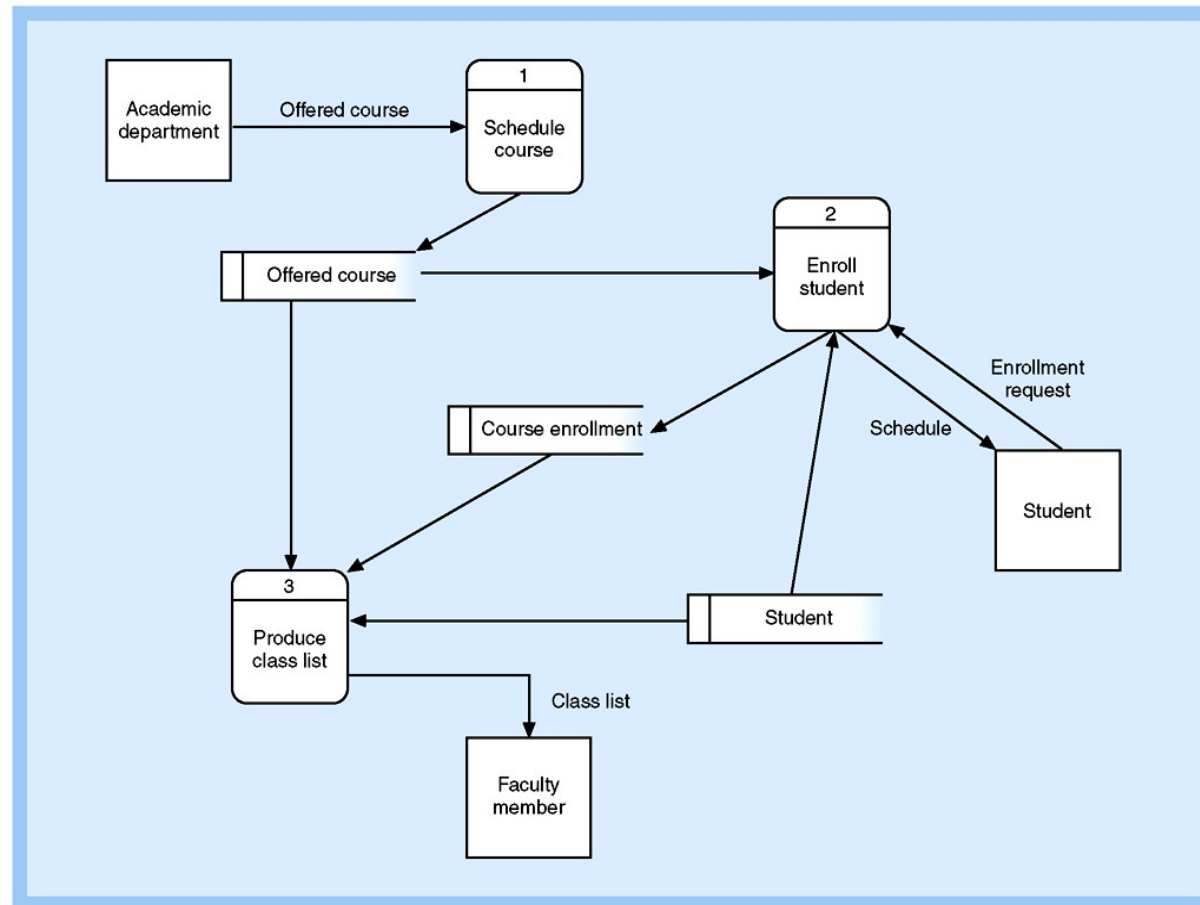 1
Academic
department
Offered course
Schedule
course
2
Offered course
Enroll
student
Enrollment
request
Course enrollment
Schedule
Student
3
Student
Produce
class list
Class list
Faculty
member